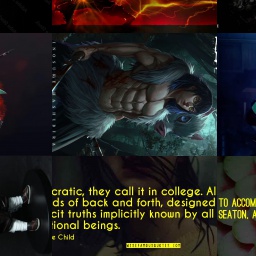 cratic, they call it in college. Al
ds of back and forth, designed
cit truths implicitly known by all
ional beings.
e Child
TO ACCOM
SEATON, A